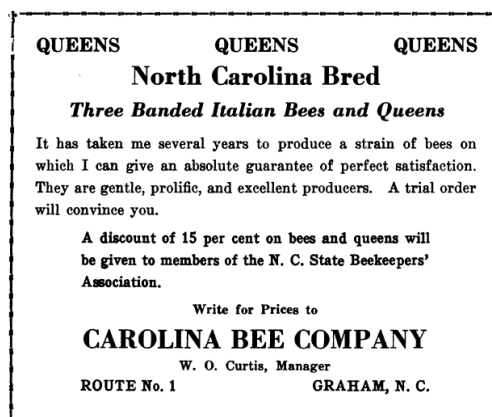 QUEENS QUEENS QUEENS
North Carolina Bred
Three Banded Italian Bees and Queens
It has taken me several years to produce a strain of bees on
which I can give an absolute guarantee of perfect satisfaction.
They are gentle, prolific, and excellent producers. A trial order
will convince you.
A discount of 15 per cent on bees and queens will
be given to members of the N. C. State Beekeepers'
Association.
Write for Prices to
CAROLINA BEE COMPANY
W. O. Curtis, Manager
ROUTE No. 1 GRAHAM, N. C.